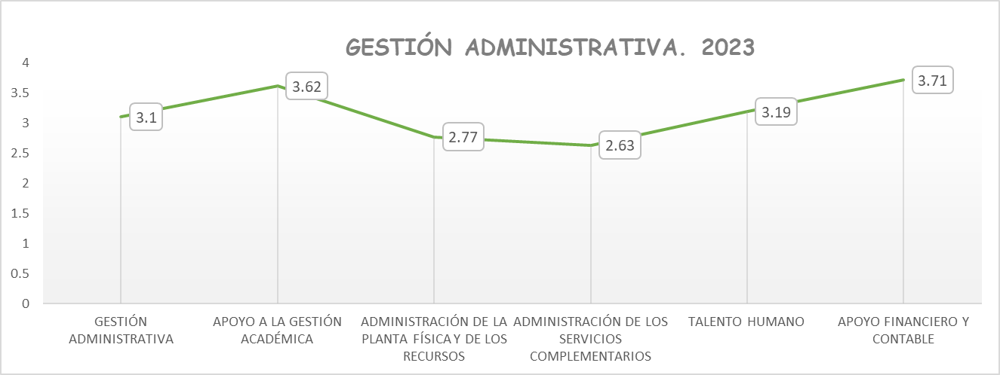 GESTIÓN ADMINISTRATIVA. 2023
4
3.5
3
2.5
2
1.5
1
0.5
0
3.1
3.62
2.77
2.63
3.19
3.71
GESTIÓN
ADMINISTRATIVA
APOYO A LA GESTIÓN
ACADÉMICA
ADMINISTRACIÓN DE LA
PLANTA FÍSICA Y DE LOS
RECURSOS
ADMINISTRACIÓN DE LOS
SERVICIOS
COMPLEMENTARIOS
TALENTO HUMANO
APOYO FINANCIERO Y
CONTABLE